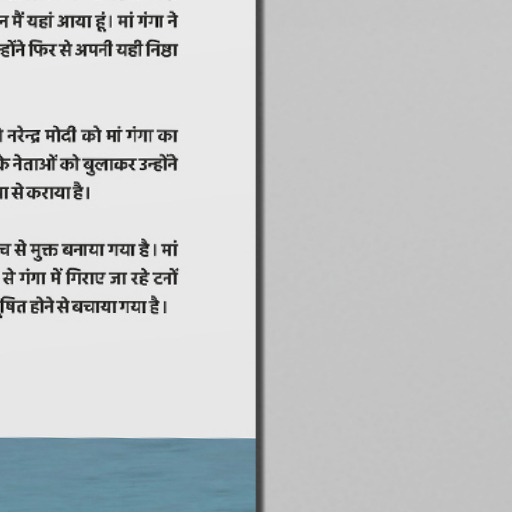 न मैं यहां आया हूं। मां गंगा ने
न्होंने फिर से अपनी यही निष्ठा
नरेन्द्र मोदी को मां गंगा का
के नेताओं को बुलाकर उन्होंने
से कराया है।
से मुक्त बनाया गया है। मां
से गंगा में गिराए जा रहे टनों
होने से बचाया गया है।